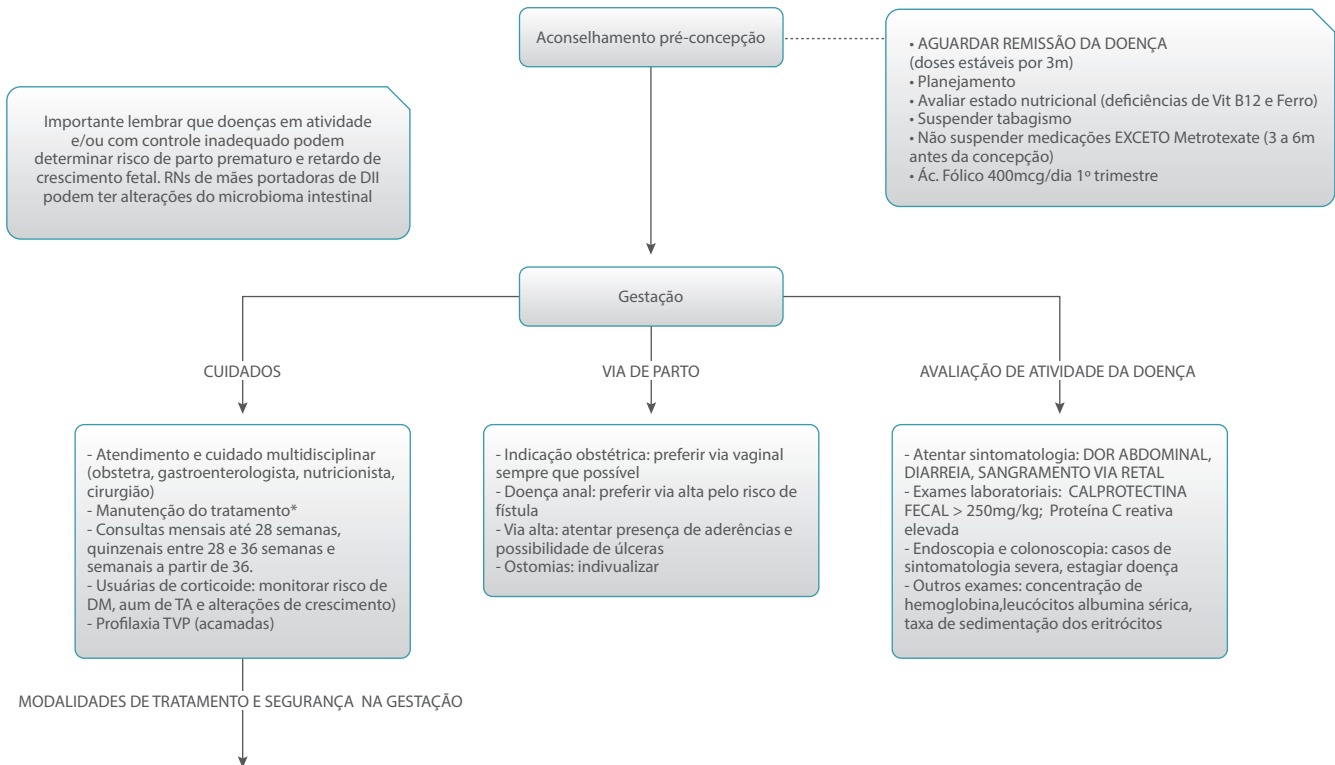 Aconselhamento pré-concepção
• AGUARDAR REMISSÃO DA DOENÇA
(doses estáveis por 3m)
• Planejamento
• Avaliar estado nutricional (deficiências de Vit B12 e Ferro)
• Suspender tabagismo
• Não suspender medicações EXCETO Metrotexate (3 a 6m
antes da concepção)
• Ác. Fólico 400mcg/dia 1º trimestre
Importante lembrar que doenças em atividade
e/ou com controle inadequado podem
determinar risco de parto prematuro e retardo de
crescimento fetal. RNs de mães portadoras de DII
podem ter alterações do microbioma intestinal
Gestação
CUIDADOS
- Atendimento e cuidado multidisciplinar
(obstetra, gastroenterologista, nutricionista,
cirurgião)
- Manutenção do tratamento*
- Consultas mensais até 28 semanas,
quinzenais entre 28 e 36 semanas e
semanais a partir de 36.
- Usuárias de corticoide: monitorar risco de
DM, aum de TA e alterações de crescimento)
- Profilaxia TVP (acamadas)
VIA DE PARTO
- Indicação obstétrica: preferir via vaginal
sempre que possível
- Doença anal: preferir via alta pelo risco de
fístula
- Via alta: atentar presença de aderências e
possibilidade de úlceras
- Ostomias: indivualizar
AVALIAÇÃO DE ATIVIDADE DA DOENÇA
- Atentar sintomatologia: DOR ABDOMINAL,
DIARREIA, SANGRAMENTO VIA RETAL
- Exames laboratoriais: CALPROTECTINA
FECAL > 250mg/kg; Proteína C reativa
elevada
- Endoscopia e colonoscopia: casos de
sintomatologia severa, estagiar doença
- Outros exames: concentração de
hemoglobina,leucócitos albumina sérica,
taxa de sedimentação dos eritrócitos
MODALIDADES DE TRATAMENTO E SEGURANÇA NA GESTAÇÃO